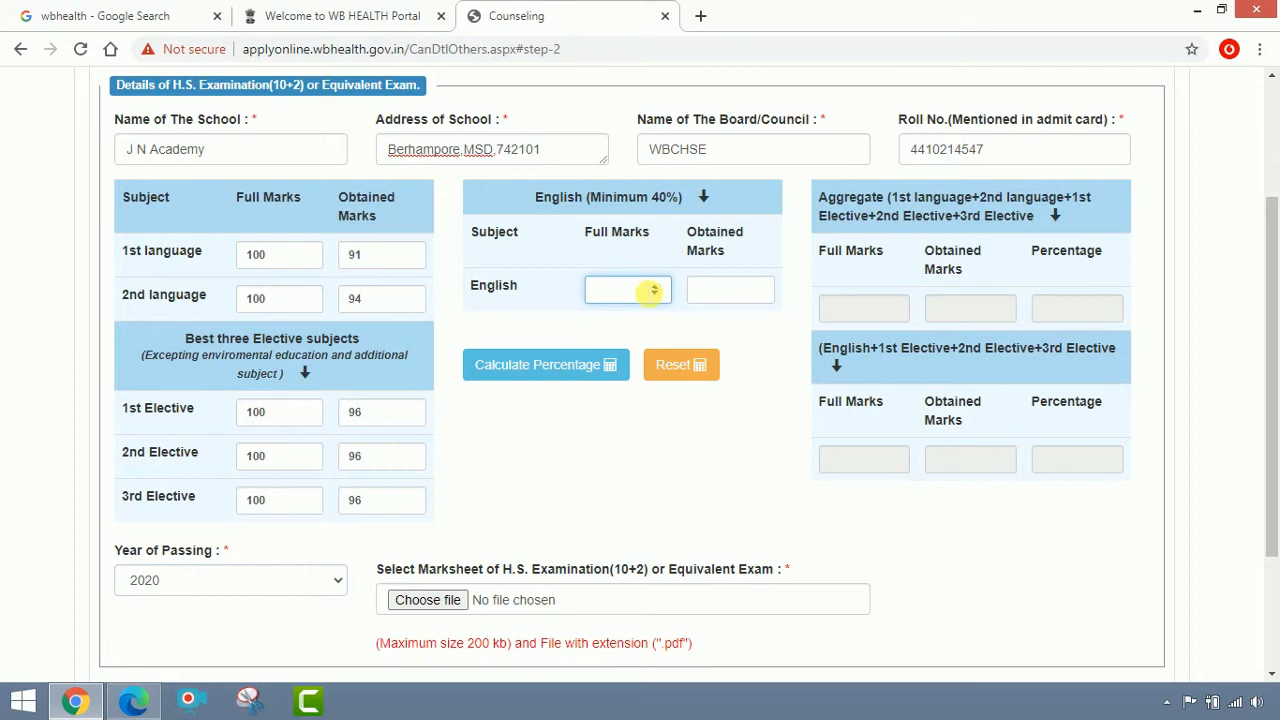 wbhealth - Google Search
Welcome to WB HEALTH Portal
Counseling
Not secure
applyonline.wbhealth.gov.in/CanDtlOthers.aspx#step-2
Details of H.S. Examination(10+2) or Equivalent Exam.
Name of The School : *
Address of School : *
Name of The Board/Council : *
Roll No.(Mentioned in admit card) : *
J N Academy
Berhampore,MSD,742101
WBCHSE
4410214547
Subject
Full Marks
Obtained
Marks
1st language
100
91
2nd language
100
94
Best three Elective subjects
(Excepting enviromental education and additional
subject )
1st Elective
100
96
2nd Elective
100
96
3rd Elective
100
96
English (Minimum 40%)
Subject
Full Marks
Obtained
Marks
English
Calculate Percentage
Reset
Aggregate (1st language+2nd language+1st
Elective+2nd Elective+3rd Elective
Full Marks
Obtained
Marks
Percentage
(English+1st Elective+2nd Elective+3rd Elective
Full Marks
Obtained
Marks
Percentage
Year of Passing : *
2020
Select Marksheet of H.S. Examination(10+2) or Equivalent Exam : *
Choose file No file chosen
(Maximum size 200 kb) and File with extension (".pdf")